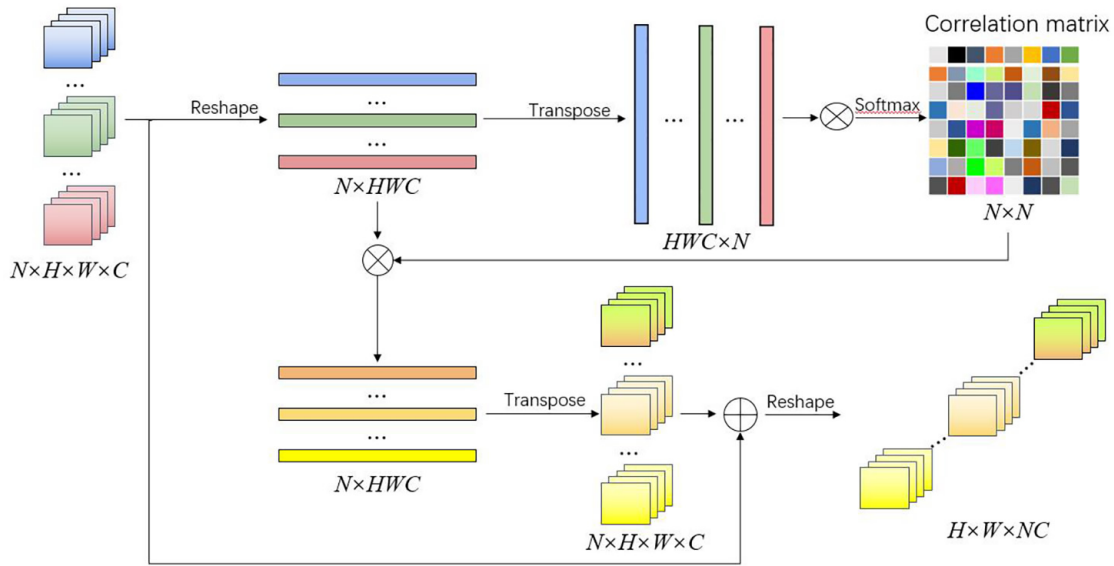 Correlation matrix
...
Reshape
...
...
Transpose
... ...
Softmax
...
N×HWC
N×N
HWC×N
N×H×W×C
...
...
...
Transpose
...
Reshape
...
...
...
N×HWC
N×H×W×C
H×W×NC